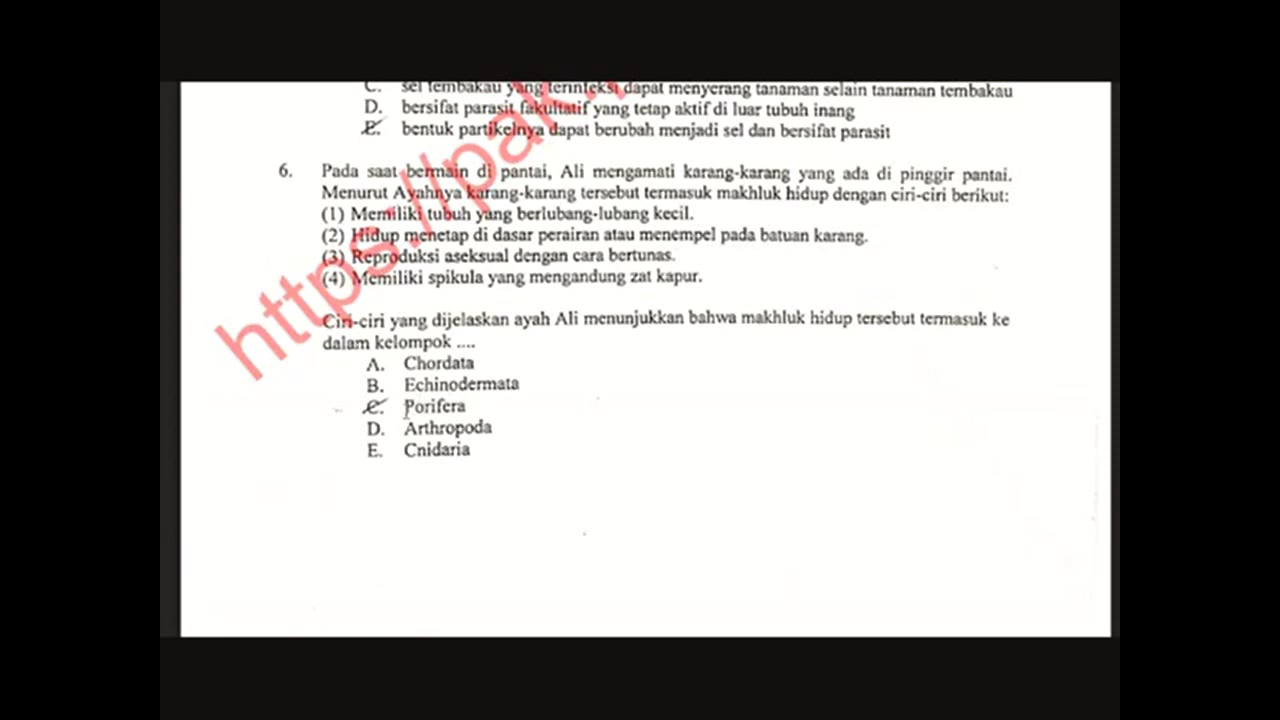 C. sel tembakau yang terinfeksi dapat menyerang tanaman selain tanaman tembakau
D. bersifat parasit fakultatif yang tetap aktif di luar tubuh inang
E. bentuk partikelnya dapat berubah menjadi sel dan bersifat parasit
6. Pada saat bermain di pantai, Ali mengamati karang-karang yang ada di pinggir pantai.
Menurut Ayahnya karang-karang tersebut termasuk makhluk hidup dengan ciri-ciri berikut:
(1) Memiliki tubuh yang berlubang-lubang kecil.
(2) Hidup menetap di dasar perairan atau menempel pada batuan karang.
(3) Reproduksi aseksual dengan cara bertunas.
(4) Memiliki spikula yang mengandung zat kapur.
Ciri-ciri yang dijelaskan ayah Ali menunjukkan bahwa makhluk hidup tersebut termasuk ke
dalam kelompok ....
A. Chordata
B. Echinodermata
C. Porifera
D. Arthropoda
E. Cnidaria
https://pak-